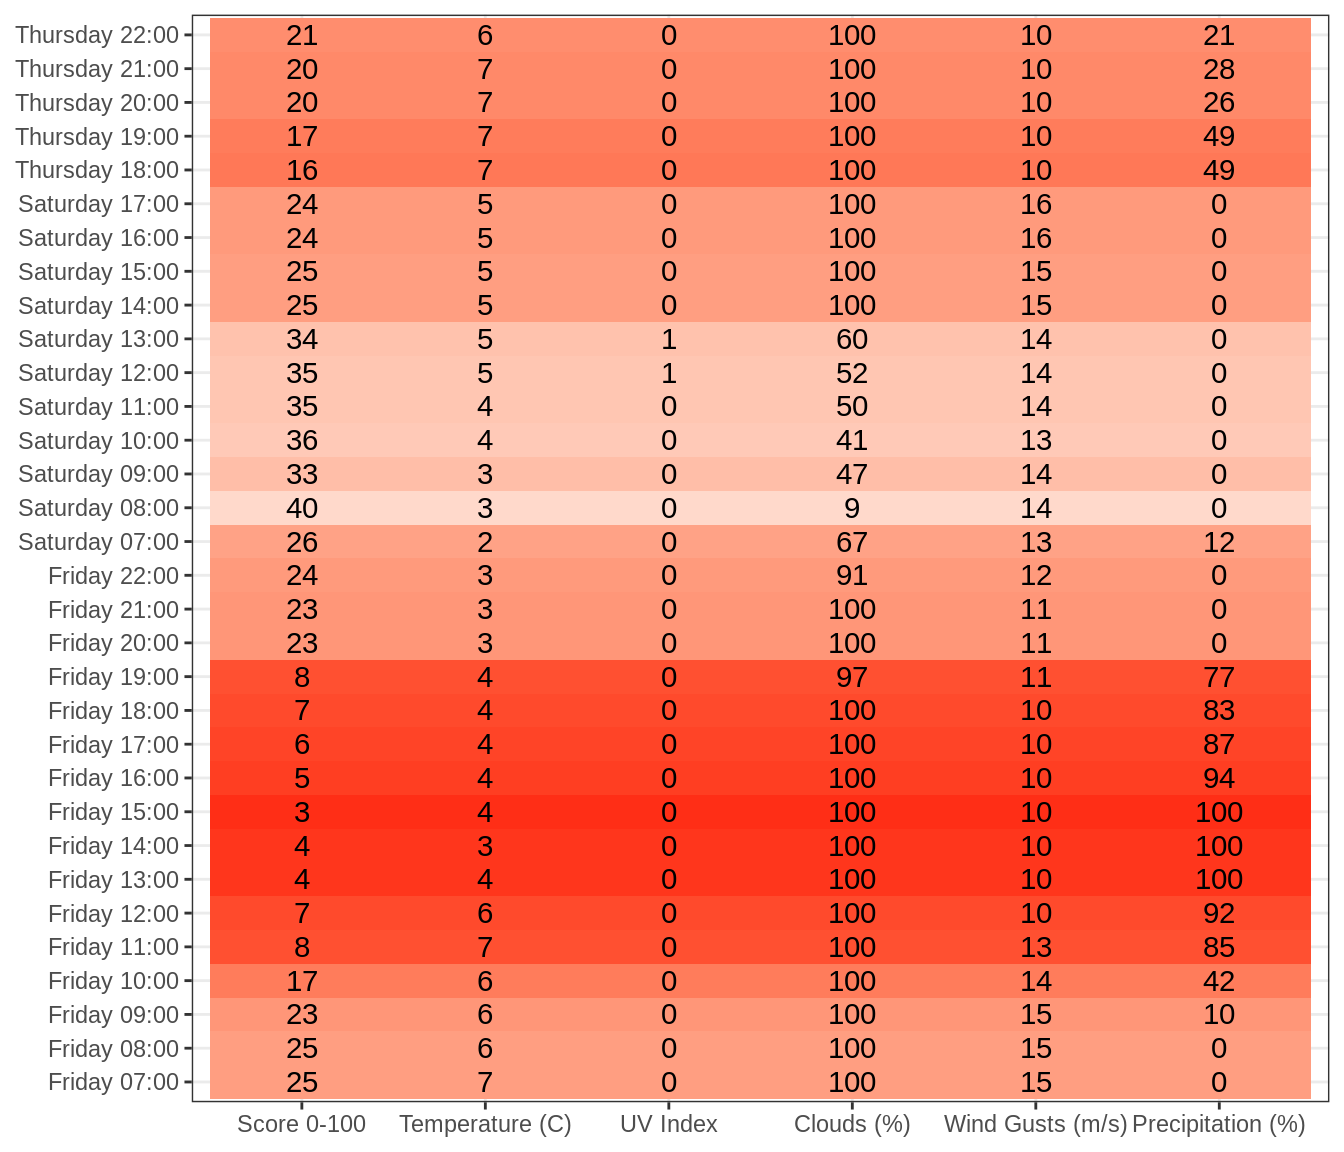 Thursday 22:00 21 6 0 100 10 21
Thursday 21:00 20 7 0 100 10 28
Thursday 20:00 20 7 0 100 10 26
Thursday 19:00 17 7 0 100 10 49
Thursday 18:00 16 7 0 100 10 49
Saturday 17:00 24 5 0 100 16 0
Saturday 16:00 24 5 0 100 16 0
Saturday 15:00 25 5 0 100 15 0
Saturday 14:00 25 5 0 100 15 0
Saturday 13:00 34 5 1 60 14 0
Saturday 12:00 35 5 1 52 14 0
Saturday 11:00 35 4 0 50 14 0
Saturday 10:00 36 4 0 41 13 0
Saturday 09:00 33 3 0 47 14 0
Saturday 08:00 40 3 0 9 14 0
Saturday 07:00 26 2 0 67 13 12
Friday 22:00 24 3 0 91 12 0
Friday 21:00 23 3 0 100 11 0
Friday 20:00 23 3 0 100 11 0
Friday 19:00 8 4 0 97 11 77
Friday 18:00 7 4 0 100 10 83
Friday 17:00 6 4 0 100 10 87
Friday 16:00 5 4 0 100 10 94
Friday 15:00 3 4 0 100 10 100
Friday 14:00 4 3 0 100 10 100
Friday 13:00 4 4 0 100 10 100
Friday 12:00 7 6 0 100 10 92
Friday 11:00 8 7 0 100 13 85
Friday 10:00 17 6 0 100 14 42
Friday 09:00 23 6 0 100 15 10
Friday 08:00 25 6 0 100 15 0
Friday 07:00 25 7 0 100 15 0
Score 0-100 Temperature (C) UV Index Clouds (%) Wind Gusts (m/s) Precipitation (%)